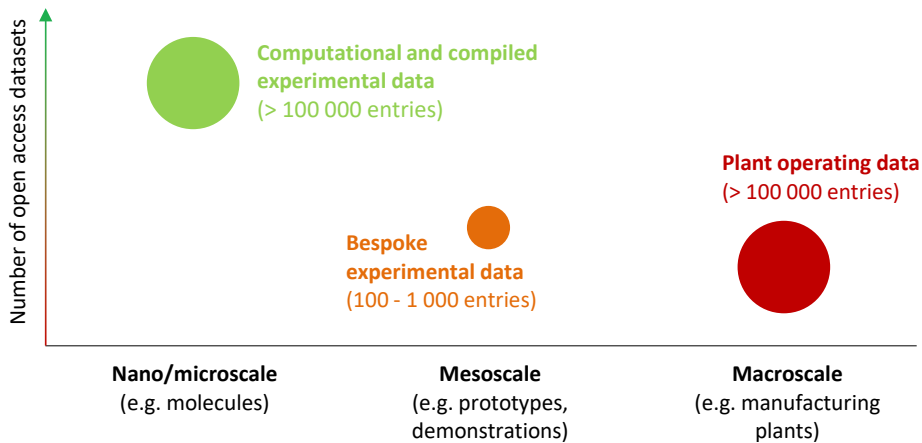 Number of open access datasets
Computational and compiled
experimental data
(> 100 000 entries)
Plant operating data
(> 100 000 entries)
Bespoke
experimental data
(100 - 1 000 entries)
Nano/microscale
(e.g. molecules)
Mesoscale
(e.g. prototypes,
demonstrations)
Macroscale
(e.g. manufacturing
plants)